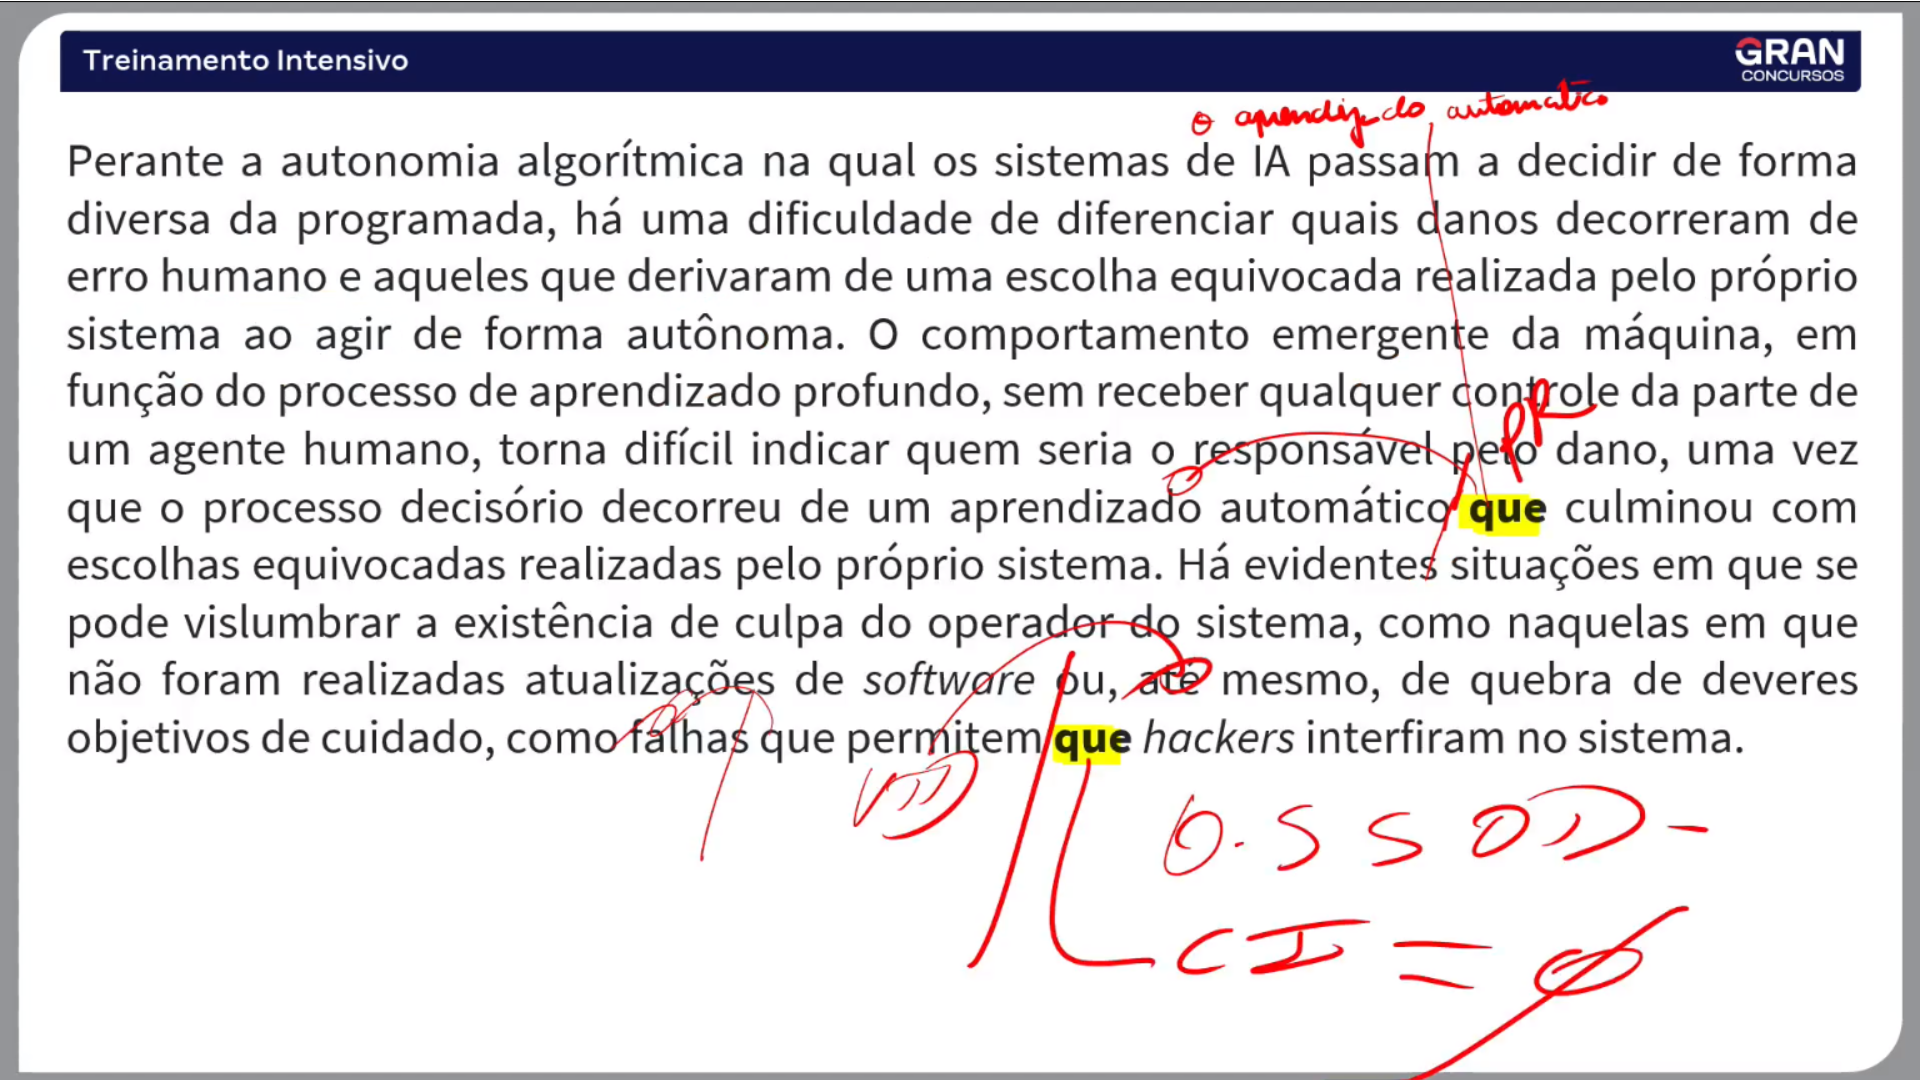 Treinamento Intensivo
GRAN
CONCURSOS
o aprendizado automático
Perante a autonomia algorítmica na qual os sistemas de IA passam a decidir de forma
diversa da programada, há uma dificuldade de diferenciar quais danos decorreram de
erro humano e aqueles que derivaram de uma escolha equivocada realizada pelo próprio
sistema ao agir de forma autônoma. O comportamento emergente da máquina, em
função do processo de aprendizado profundo, sem receber qualquer controle da parte de
um agente humano, torna difícil indicar quem seria o responsável pelo dano, uma vez
PR
que o processo decisório decorreu de um aprendizado automático que culminou com
escolhas equivocadas realizadas pelo próprio sistema. Há evidentes situações em que se
pode vislumbrar a existência de culpa do operador do sistema, como naquelas em que
não foram realizadas atualizações de software ou, até mesmo, de quebra de deveres
objetivos de cuidado, como falhas que permitem que hackers interfiram no sistema.
O.SSOD-
CI = ø